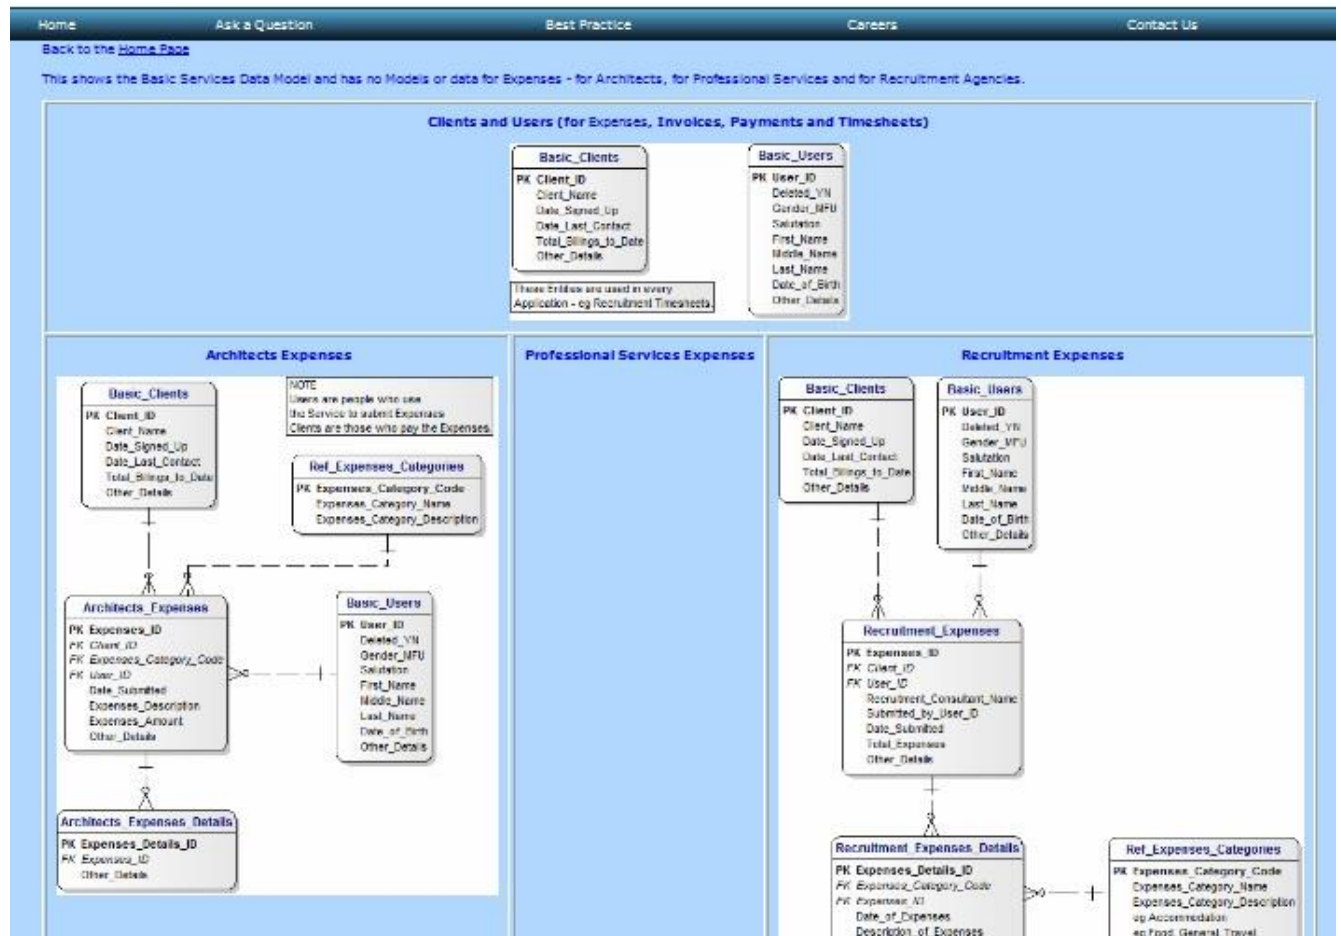 Home Ask a Question Best Practice Careers Contact Us
Back to the Home Page
This shows the Basic Services Data Model and has no Models or data for Expenses - for Architects, for Professional Services and for Recruitment Agencies.
Clients and Users (for Expenses, Invoices, Payments and Timesheets)
Basic_Clients
PK Client_ID
Client_Name
Date_Signed_Up
Date_Last_Contact
Total_Billings_to_Date
Other_Details
These Entities are used in every
Application - eg Recruitment Timesheets.
Basic_Users
PK User_ID
Deleted_YN
Gender_MFU
Salutation
First_Name
Middle_Name
Last_Name
Date_of_Birth
Other_Details
Architects Expenses
Basic_Clients
PK Client_ID
Client_Name
Date_Signed_Up
Date_Last_Contact
Total_Billings_to_Date
Other_Details
NOTE
Users are people who use
the Service to submit Expenses
Clients are those who pay the Expenses.
Ref_Expenses_Categories
PK Expenses_Category_Code
Expenses_Category_Name
Expenses_Category_Description
Architects_Expenses
PK Expenses_ID
FK Client_ID
FK Expenses_Category_Code
FK User_ID
Date_Submitted
Expenses_Description
Expenses_Amount
Other_Details
Basic_Users
PK User_ID
Deleted_YN
Gender_MFU
Salutation
First_Name
Middle_Name
Last_Name
Date_of_Birth
Other_Details
Architects_Expenses_Details
PK Expenses_Details_ID
FK Expenses_ID
Other_Details
Professional Services Expenses
Recruitment Expenses
Basic_Clients
PK Client_ID
Client_Name
Date_Signed_Up
Date_Last_Contact
Total_Billings_to_Date
Other_Details
Basic_Users
PK User_ID
Deleted_YN
Gender_MFU
Salutation
First_Name
Middle_Name
Last_Name
Date_of_Birth
Other_Details
Recruitment_Expenses
PK Expenses_ID
FK Client_ID
FK User_ID
Recruitment_Consultant_Name
Submitted_by_User_ID
Date_Submitted
Total_Expenses
Other_Details
Recruitment_Expenses_Details
PK Expenses_Details_ID
FK Expenses_Category_Code
FK Expenses_ID
Date_of_Expenses
Description_of_Expenses
Ref_Expenses_Categories
PK Expenses_Category_Code
Expenses_Category_Name
Expenses_Category_Description
eg Accommodation
eg Food, General, Travel